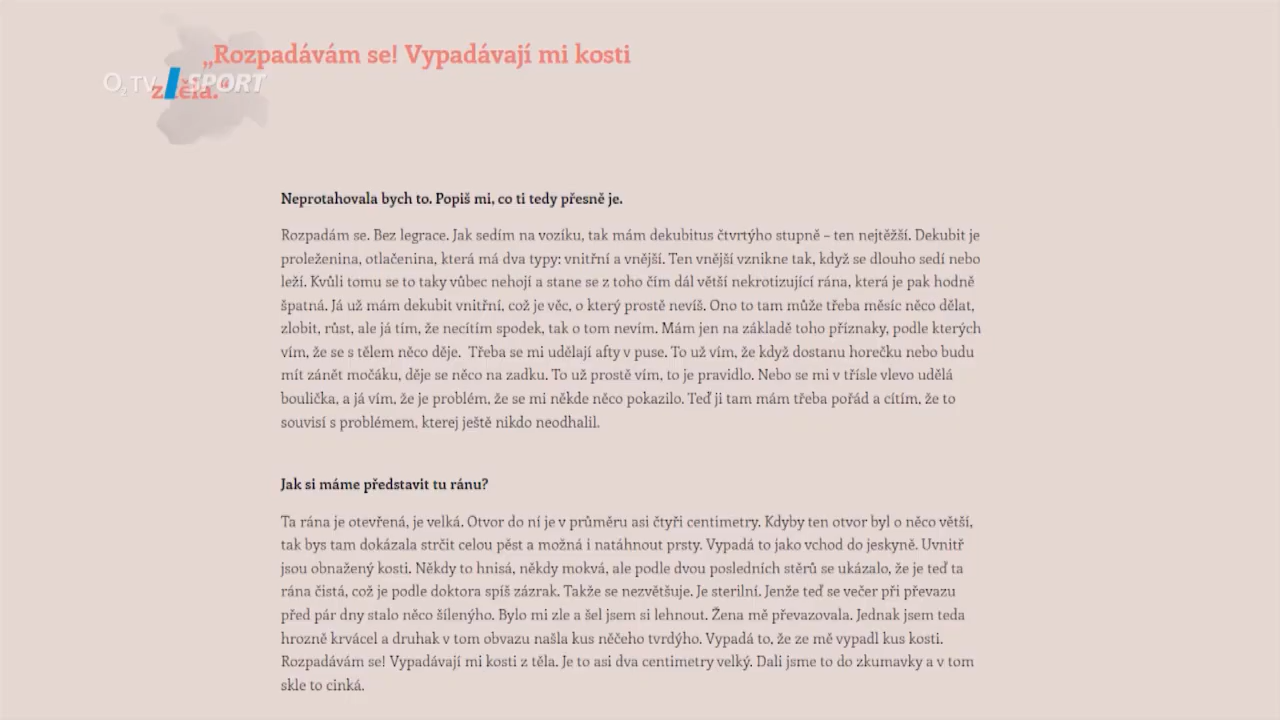 „Rozpadávám se! Vypadávají mi kosti
z těla.“
O2 TV SPORT
Neprotahovala bych to. Popiš mi, co ti tedy přesně je.
Rozpadám se. Bez legrace. Jak sedím na vozíku, tak mám dekubitus čtvrtýho stupně – ten nejtěžší. Dekubit je
proleženina, otlačenina, která má dva typy: vnitřní a vnější. Ten vnější vznikne tak, když se dlouho sedí nebo
leží. Kvůli tomu se to taky vůbec nehojí a stane se z toho čím dál větší nekrotizující rána, která je pak hodně
špatná. Já už mám dekubit vnitřní, což je věc, o který prostě nevíš. Ono to tam může třeba měsíc něco dělat,
zlobit, růst, ale já tím, že necítím spodek, tak o tom nevím. Mám jen na základě toho příznaky, podle kterých
vím, že se s tělem něco děje. Třeba se mi udělají afty v puse. To už vím, že když dostanu horečku nebo budu
mít zánět močáku, děje se něco na zadku. To už prostě vím, to je pravidlo. Nebo se mi v třísle vlevo udělá
boulička, a já vím, že je problém, že se mi někde něco pokazilo. Teď ji tam mám třeba pořád a cítím, že to
souvisí s problémem, kterej ještě nikdo neodhalil.
Jak si máme představit tu ránu?
Ta rána je otevřená, je velká. Otvor do ní je v průměru asi čtyři centimetry. Kdyby ten otvor byl o něco větší,
tak bys tam dokázala strčit celou pěst a možná i natáhnout prsty. Vypadá to jako vchod do jeskyně. Uvnitř
jsou obnažený kosti. Někdy to hnisá, někdy mokvá, ale podle dvou posledních stěrů se ukázalo, že je teď ta
rána čistá, což je podle doktora spíš zázrak. Takže se nezvětšuje. Je sterilní. Jenže teď se večer při převazu
před pár dny stalo něco šílenýho. Bylo mi zle a šel jsem si lehnout. Žena mě převazovala. Jednak jsem teda
hrozně krvácel a druhak v tom obvazu našla kus něčeho tvrdýho. Vypadá to, že ze mě vypadl kus kosti.
Rozpadávám se! Vypadávají mi kosti z těla. Je to asi dva centimetry velký. Dali jsme to do zkumavky a v tom
skle to cinká.